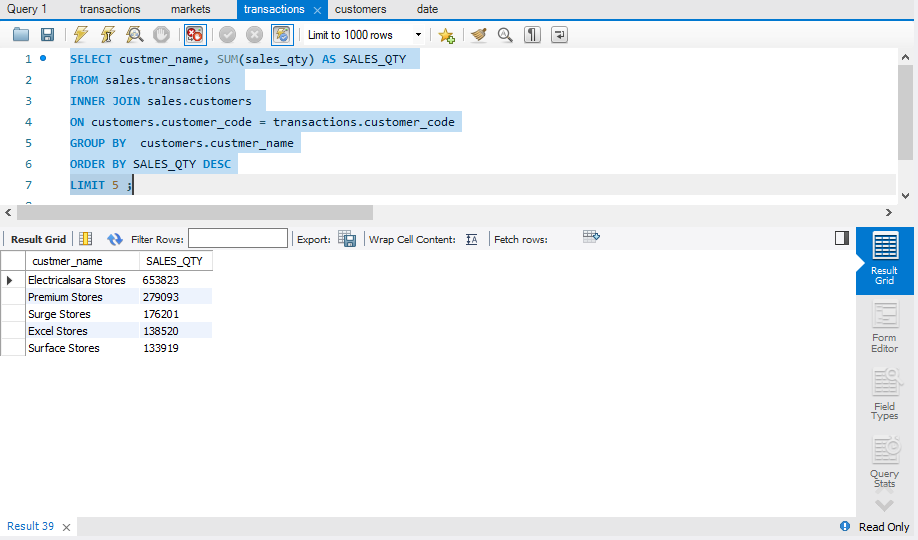 Query 1 transactions markets transactions customers date
Limit to 1000 rows
1 SELECT custmer_name, SUM(sales_qty) AS SALES_QTY
2 FROM sales.transactions
3 INNER JOIN sales.customers
4 ON customers.customer_code = transactions.customer_code
5 GROUP BY customers.custmer_name
6 ORDER BY SALES_QTY DESC
7 LIMIT 5 ;
Result Grid Filter Rows: Export: Wrap Cell Content: IA Fetch rows:
custmer_name SALES_QTY
Electricalsara Stores 653823
Premium Stores 279093
Surge Stores 176201
Excel Stores 138520
Surface Stores 133919
Result
Grid
Form
Editor
Field
Types
Query
Stats
Result 39
Read Only